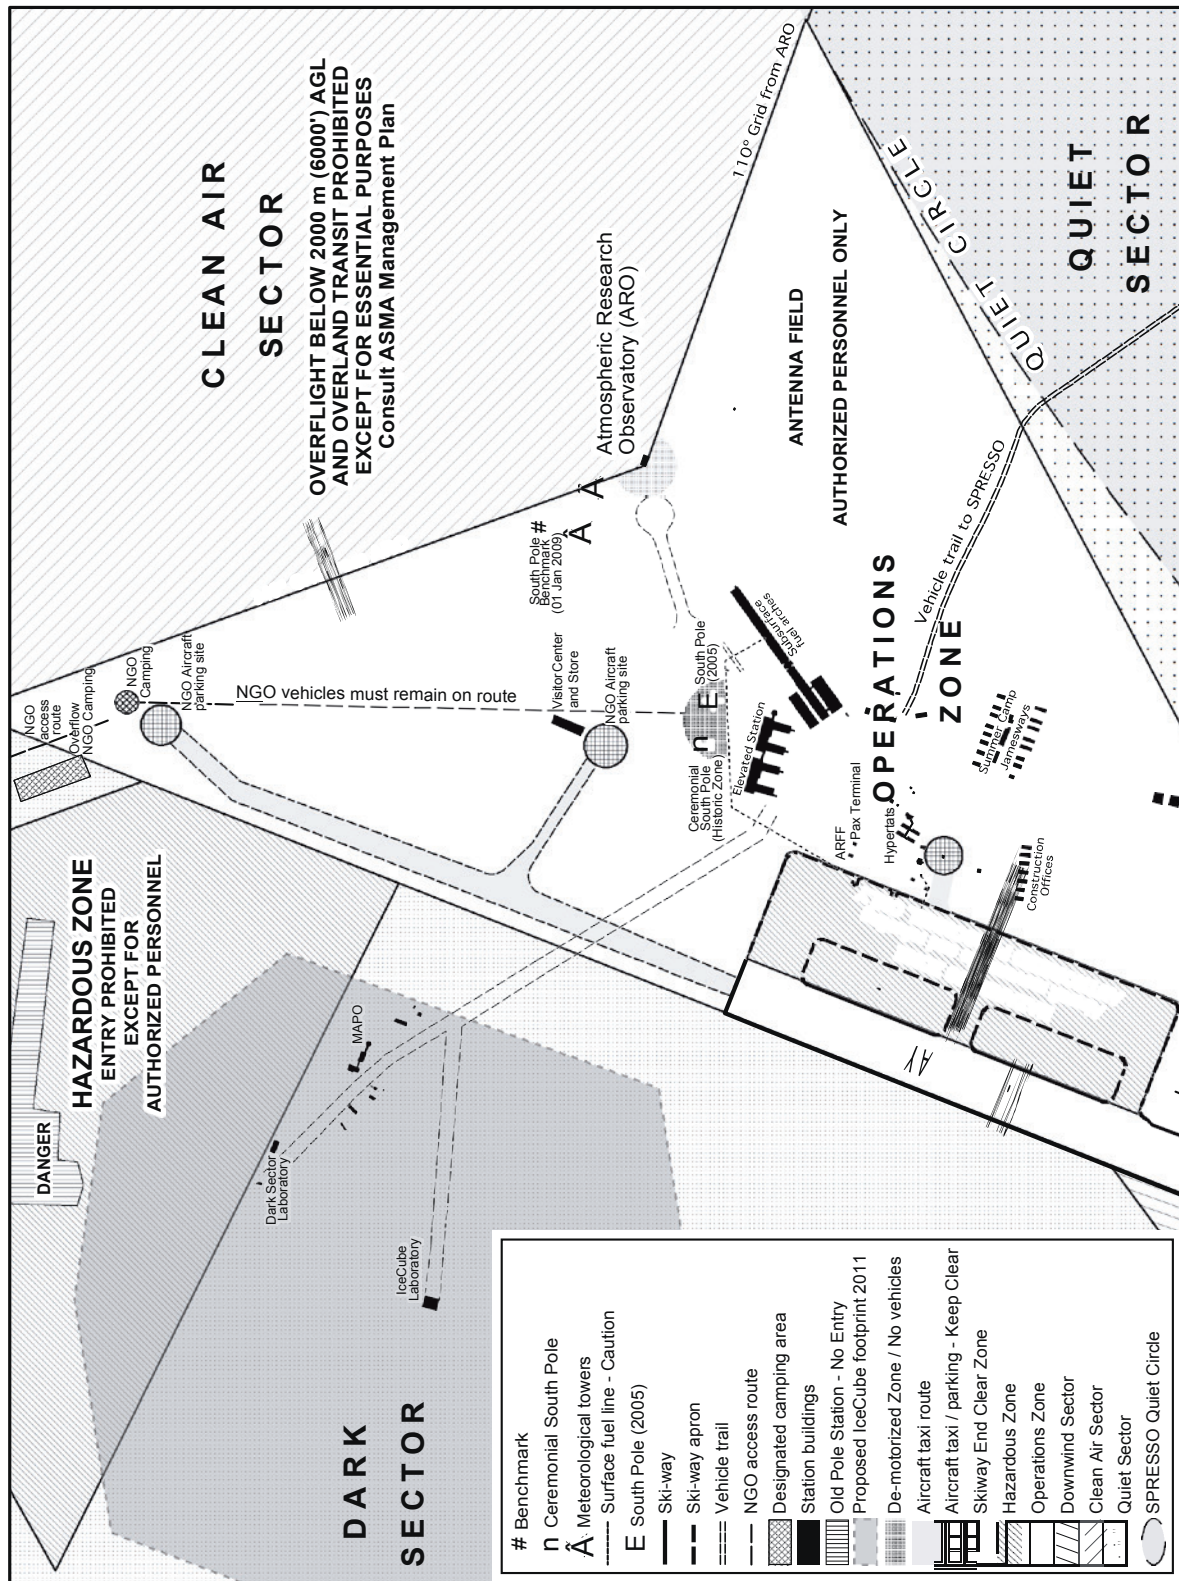 CLEAN AIR
SECTOR
OVERFLIGHT BELOW 2000 m (6000') AGL
AND OVERLAND TRANSIT PROHIBITED
EXCEPT FOR ESSENTIAL PURPOSES
Consult ASMA Management Plan
NGO
access
route
Overflow
NGO Camping
NGO
Camping
NGO Aircraft
parking site
NGO vehicles must remain on route
HAZARDOUS ZONE
ENTRY PROHIBITED
EXCEPT FOR
AUTHORIZED PERSONNEL
DANGER
South Pole #
Benchmark
(01 Jan 2009)
Â
Â
Atmospheric Research
Observatory (ARO)
110º Grid from ARO
Visitor Center
and Store
NGO Aircraft
parking site
MAPO
Dark Sector
Laboratory
IceCube
Laboratory
DARK
SECTOR
n
E
South Pole
(2005)
Ceremonial
South Pole
(Historic Zone)
Elevated Station
Subsurface
fuel arches
ANTENNA FIELD
AUTHORIZED PERSONNEL ONLY
QUIET CIRCLE
QUIET
SECTOR
OPERATIONS
ZONE
Vehicle trail to SPRESSO
ARFF
Pax Terminal
Hypertats
Summer Camp
Jamesways
Construction
Offices
AY
# Benchmark
n Ceremonial South Pole
Â Meteorological towers
Surface fuel line - Caution
E South Pole (2005)
Ski-way
Ski-way apron
Vehicle trail
NGO access route
Designated camping area
Station buildings
Old Pole Station - No Entry
Proposed IceCube footprint 2011
De-motorized Zone / No vehicles
Aircraft taxi route
Aircraft taxi / parking - Keep Clear
Skiway End Clear Zone
Hazardous Zone
Operations Zone
Downwind Sector
Clean Air Sector
Quiet Sector
SPRESSO Quiet Circle